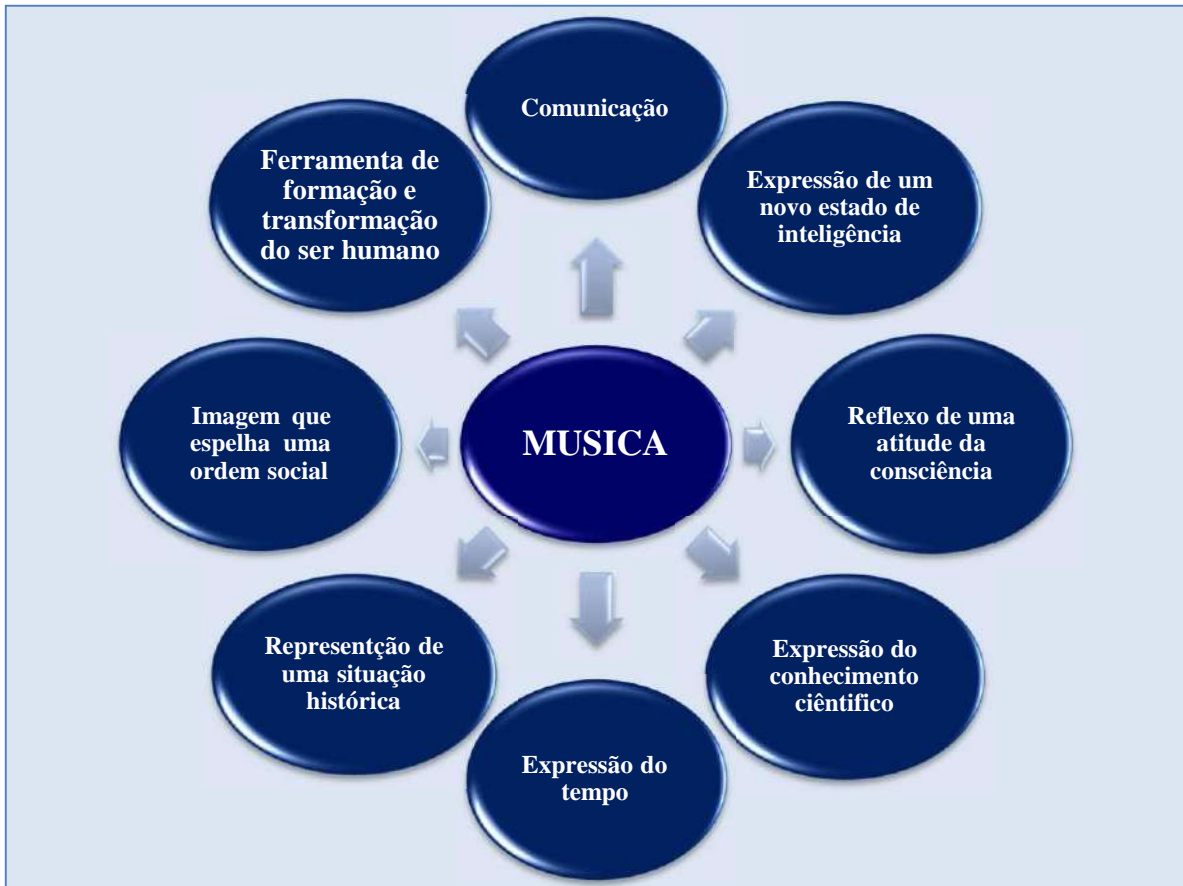 Comunicação
Expressão de um
novo estado de
inteligência
Reflexo de uma
atitude da
consciência
Expressão do
conhecimento
ciêntifico
Expressão do
tempo
Representção de
uma situação
histórica
Imagem que
espelha uma
ordem social
Ferramenta de
formação e
transformação
do ser humano
MUSICA